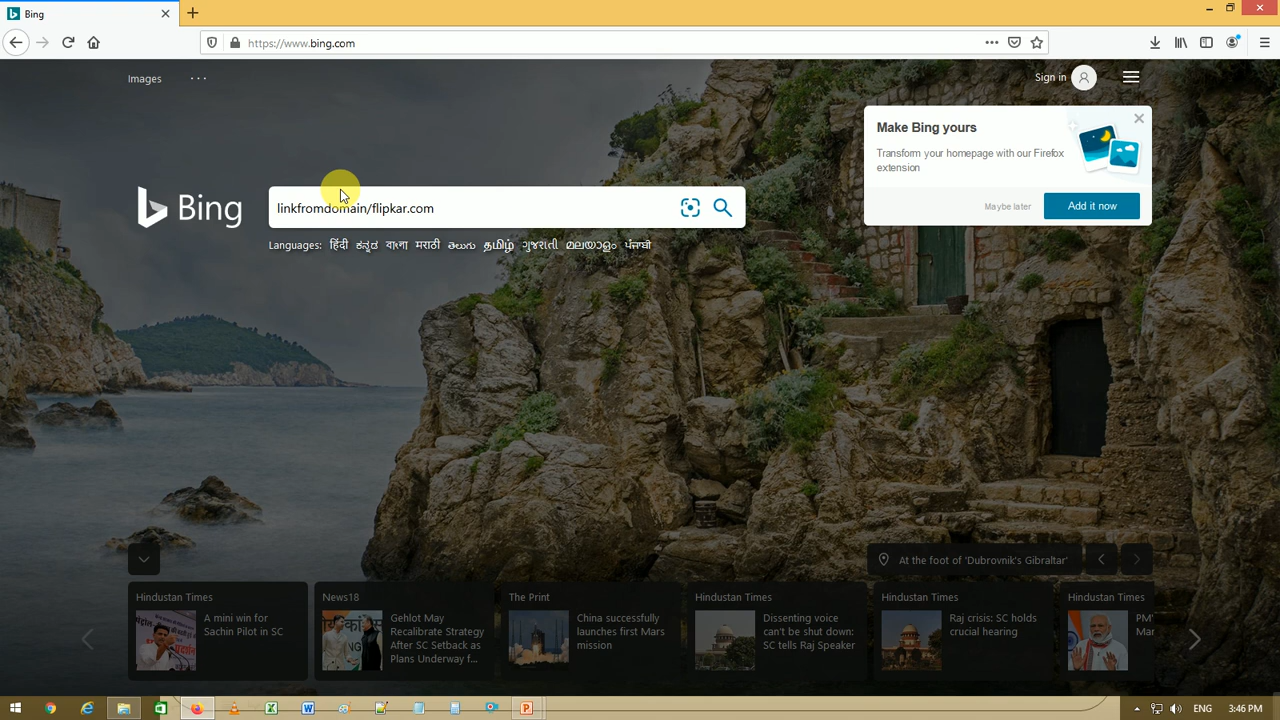 Bing
https://www.bing.com
Images
Sign in
Make Bing yours
Transform your homepage with our Firefox
extension
Maybe later
Add it now
Bing
linkfromdomain/flipkar.com
Languages: हिंदी ಕನ್ನಡ বাংলা मराठी తెలుగు தமிழ் ગુજરાતી മലയാളം ਪੰਜਾਬੀ
At the foot of 'Dubrovnik's Gibraltar'
Hindustan Times
A mini win for
Sachin Pilot in SC
News18
Gehlot May
Recalibrate Strategy
After SC Setback as
Plans Underway f...
The Print
China successfully
launches first Mars
mission
Hindustan Times
Dissenting voice
can't be shut down:
SC tells Raj Speaker
Hindustan Times
Raj crisis: SC holds
crucial hearing
Hindustan Times
ENG
3:46 PM